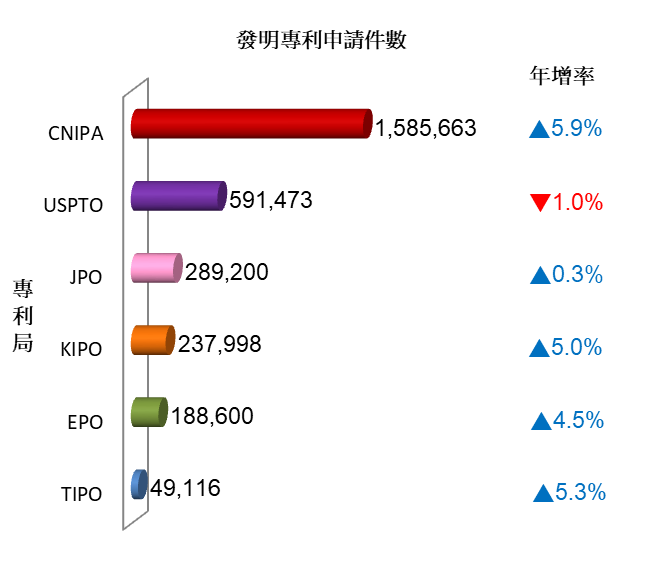 發明專利申請件數
年增率
專利局
CNIPA 1,585,663 ▲5.9%
USPTO 591,473 ▼1.0%
JPO 289,200 ▲0.3%
KIPO 237,998 ▲5.0%
EPO 188,600 ▲4.5%
TIPO 49,116 ▲5.3%